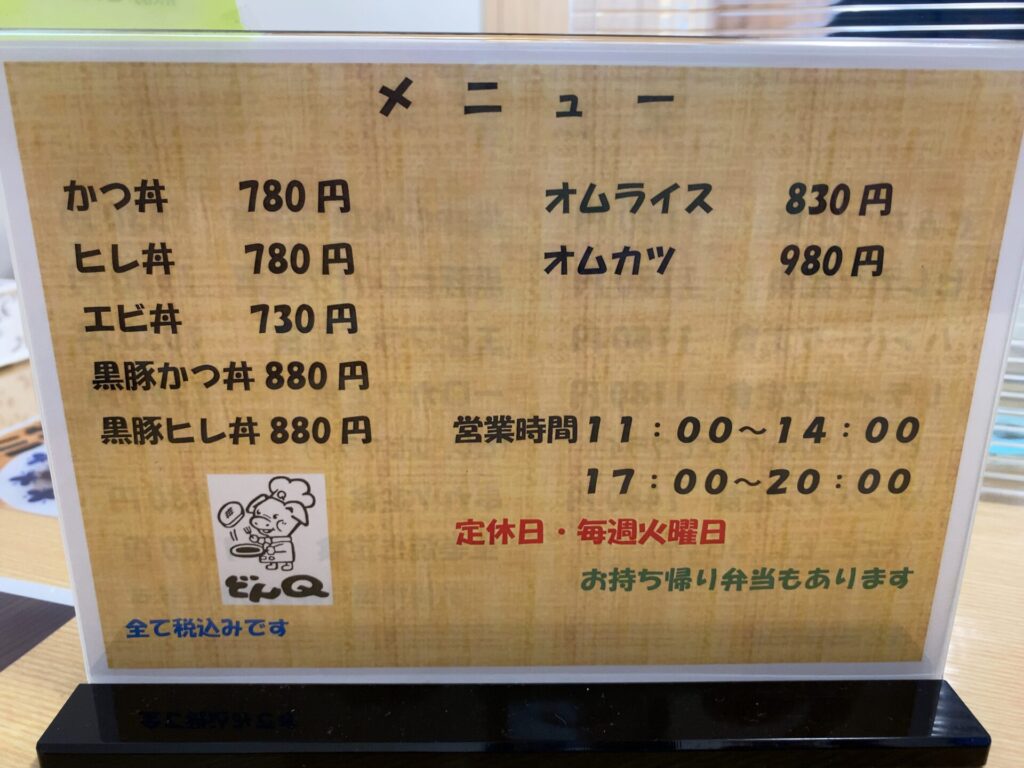 メニュー
かつ丼 780円
ヒレ丼 780円
エビ丼 730円
黒豚かつ丼 880円
黒豚ヒレ丼 880円
オムライス 830円
オムカツ 980円
営業時間 11:00～14:00
17:00～20:00
定休日・毎週火曜日
お持ち帰り弁当もあります
どんQ
全て税込みです